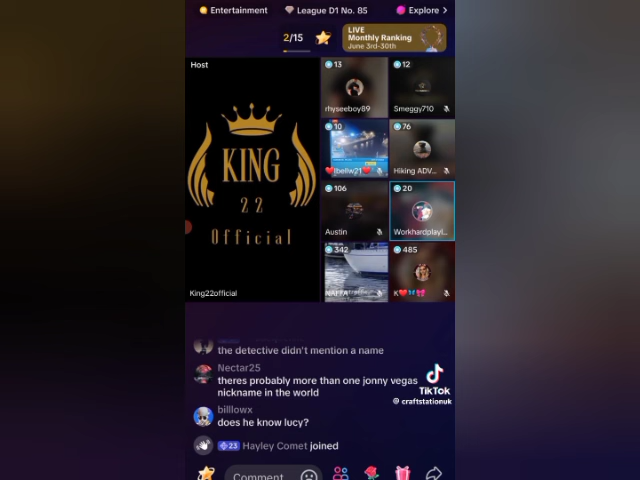 Entertainment
League D1 No. 85
Explore >
2/15
LIVE
Monthly Ranking
June 3rd-30th
Host
13
rhyseeboy89
12
Smeggy710
KING
22
Official
10
❤️lbellw21❤️
76
Hiking ADV...
106
Austin
20
Workhardplayl...
King22official
342
485
K❤️🦋🎀
the detective didn't mention a name
Nectar25
theres probably more than one jonny vegas
nickname in the world
TikTok
@craftstationuk
billlowx
does he know lucy?
23 Hayley Comet joined
Comment